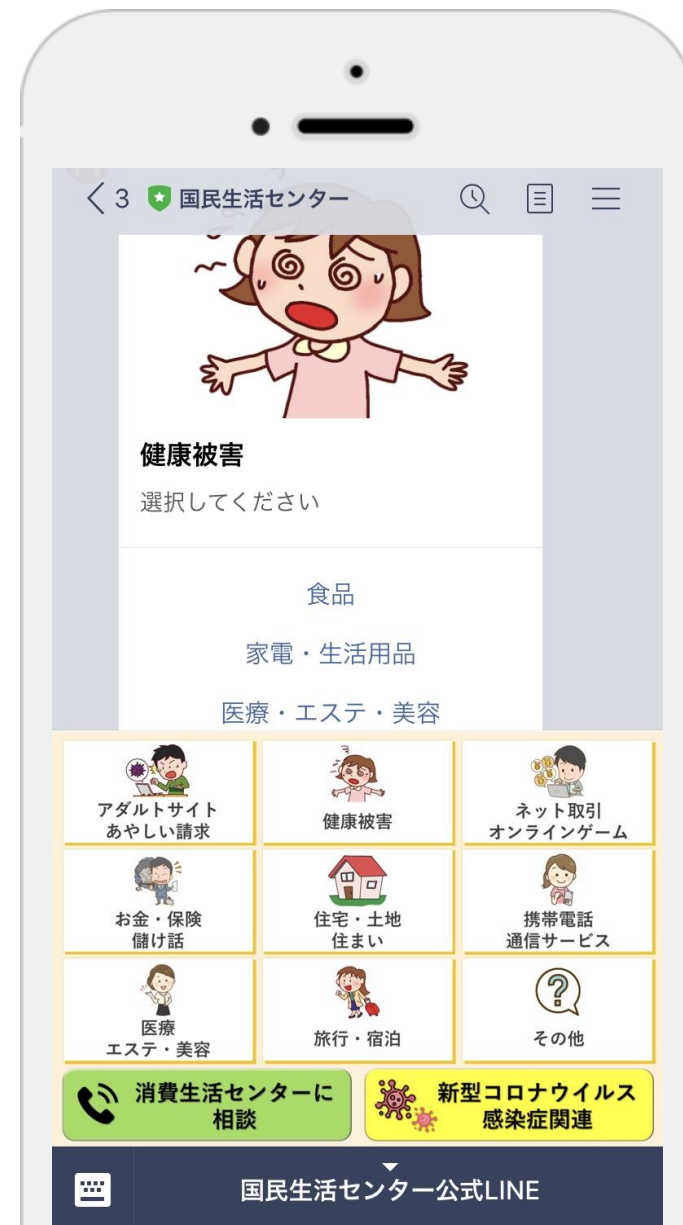 3 国民生活センター
健康被害
選択してください
食品
家電・生活用品
医療・エステ・美容
アダルトサイト
あやしい請求
健康被害
ネット取引
オンラインゲーム
お金・保険
儲け話
住宅・土地
住まい
携帯電話
通信サービス
医療
エステ・美容
旅行・宿泊
?
その他
消費生活センターに
相談
新型コロナウイルス
感染症関連
国民生活センター公式LINE